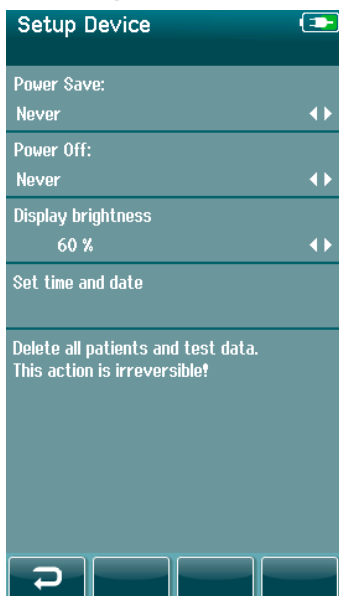 Setup Device
Power Save:
Never
Power Off:
Never
Display brightness
60 %
Set time and date
Delete all patients and test data.
This action is irreversible!